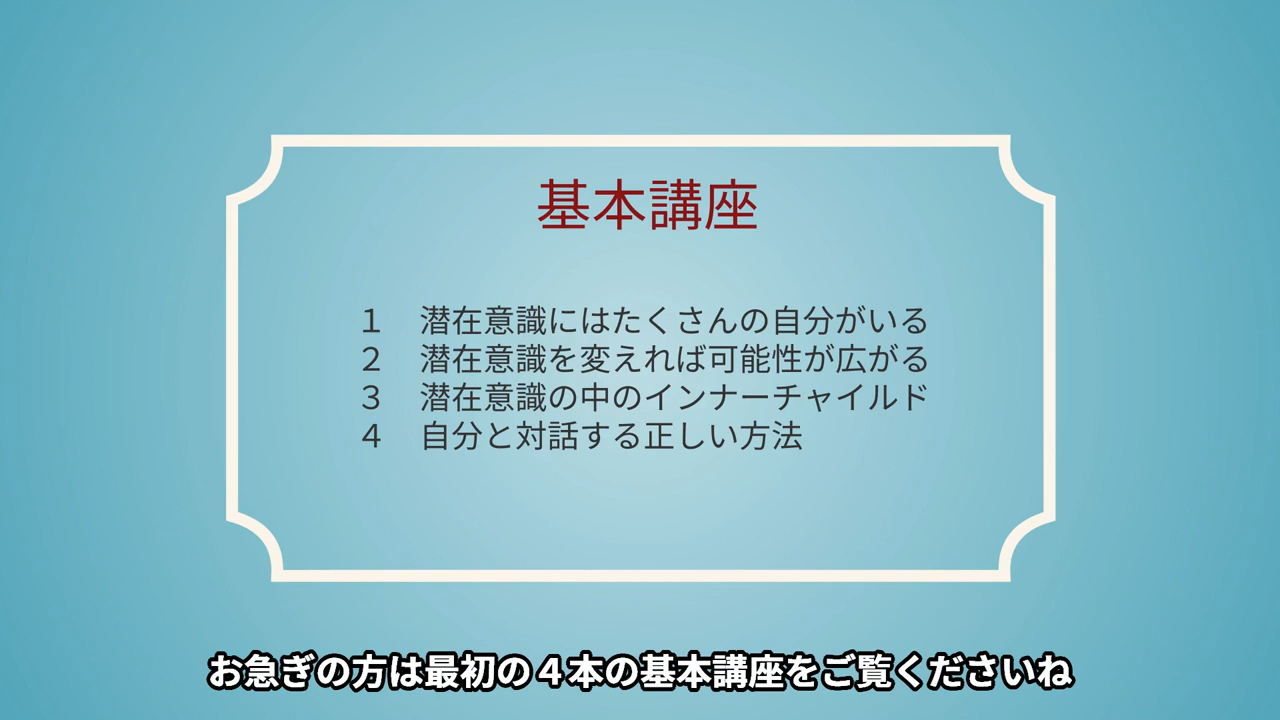 基本講座
１　潜在意識にはたくさんの自分がいる
２　潜在意識を変えれば可能性が広がる
３　潜在意識の中のインナーチャイルド
４　自分と対話する正しい方法
お急ぎの方は最初の４本の基本講座をご覧くださいね